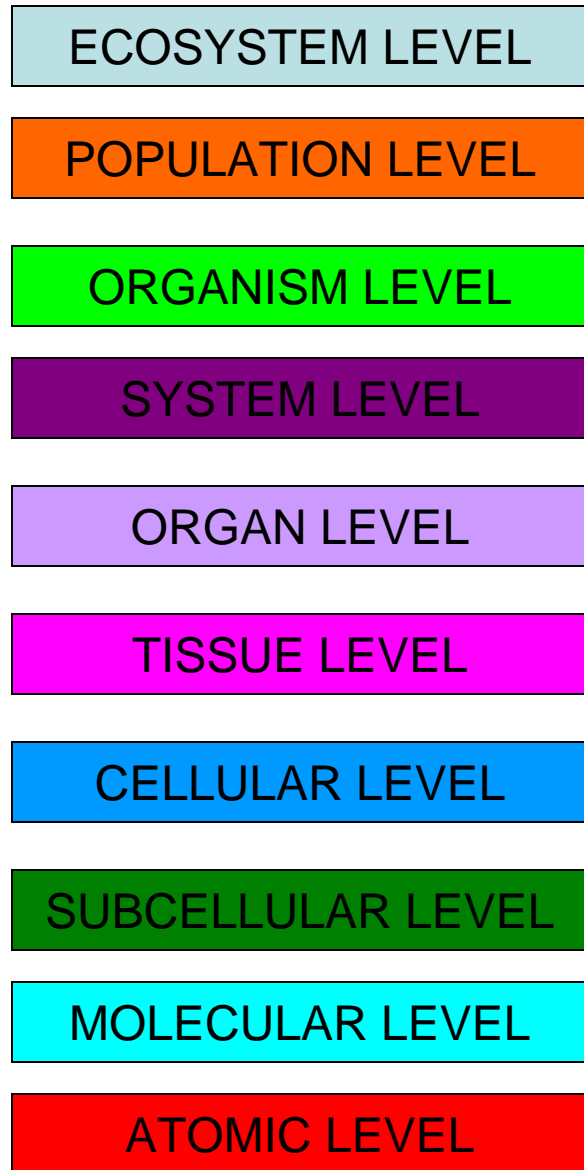 ECOSYSTEM LEVEL
POPULATION LEVEL
ORGANISM LEVEL
SYSTEM LEVEL
ORGAN LEVEL
TISSUE LEVEL
CELLULAR LEVEL
SUBCELLULAR LEVEL
MOLECULAR LEVEL
ATOMIC LEVEL